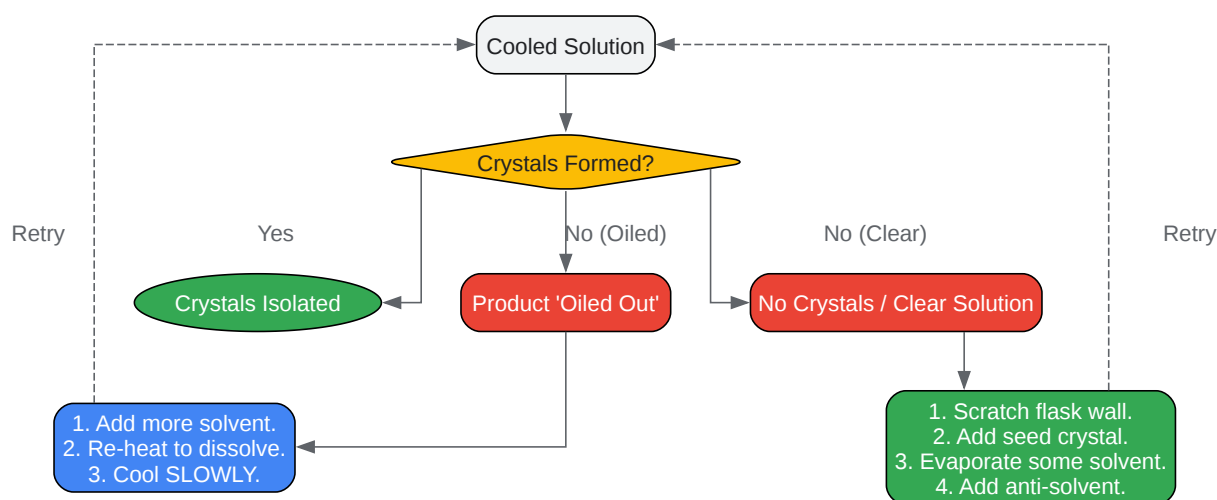 Cooled Solution
Crystals Formed?
Retry
Yes
No (Oiled)
No (Clear)
Retry
Crystals Isolated
Product 'Oiled Out'
No Crystals / Clear Solution
1. Add more solvent.
2. Re-heat to dissolve.
3. Cool SLOWLY.
1. Scratch flask wall.
2. Add seed crystal.
3. Evaporate some solvent.
4. Add anti-solvent.